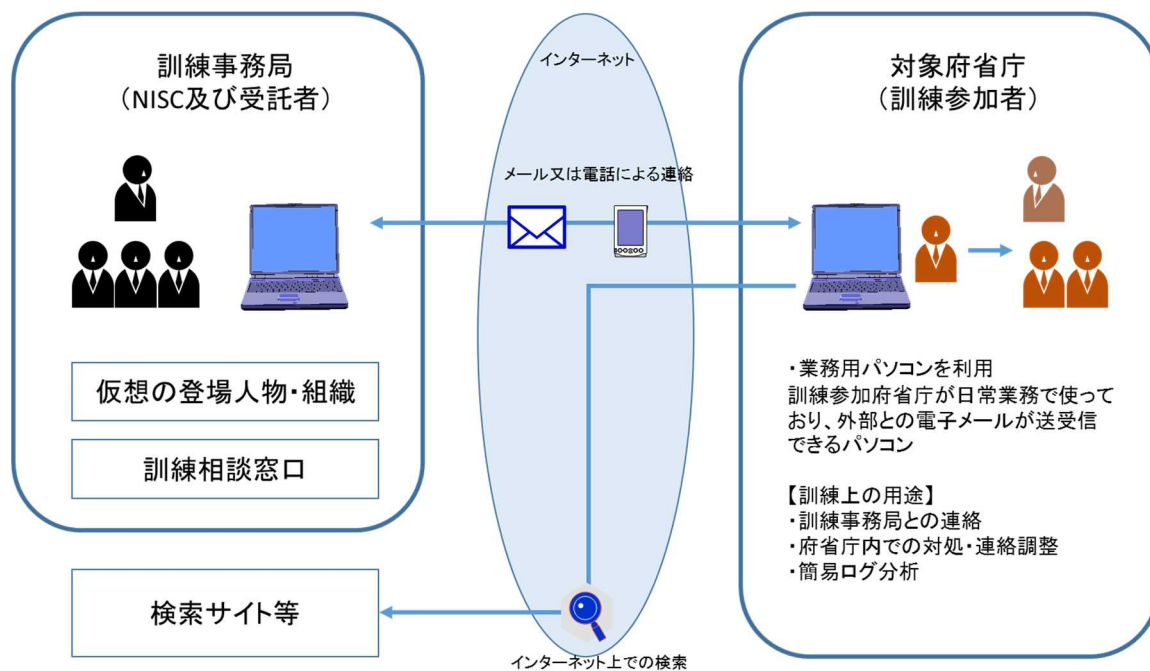 訓練事務局
（NISC及び受託者）
仮想の登場人物・組織
訓練相談窓口
検索サイト等
インターネット
メール又は電話による連絡
インターネット上での検索
対象府省庁
（訓練参加者）
・業務用パソコンを利用
訓練参加府省庁が日常業務で使って
おり、外部との電子メールが送受信
できるパソコン
【訓練上の用途】
・訓練事務局との連絡
・府省庁内での対処・連絡調整
・簡易ログ分析